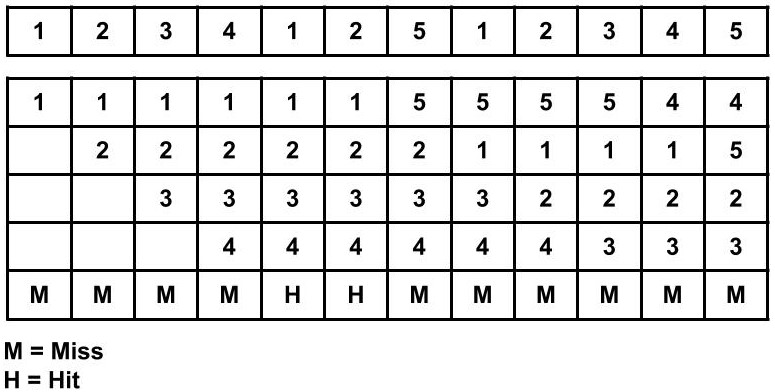 1 2 3 4 1 2 5 1 2 3 4 5
1 1 1 1 1 1 5 5 5 5 4 4
2 2 2 2 2 2 1 1 1 1 5
3 3 3 3 3 3 2 2 2 2
4 4 4 4 4 4 3 3 3
M M M M H H M M M M M M
M = Miss
H = Hit